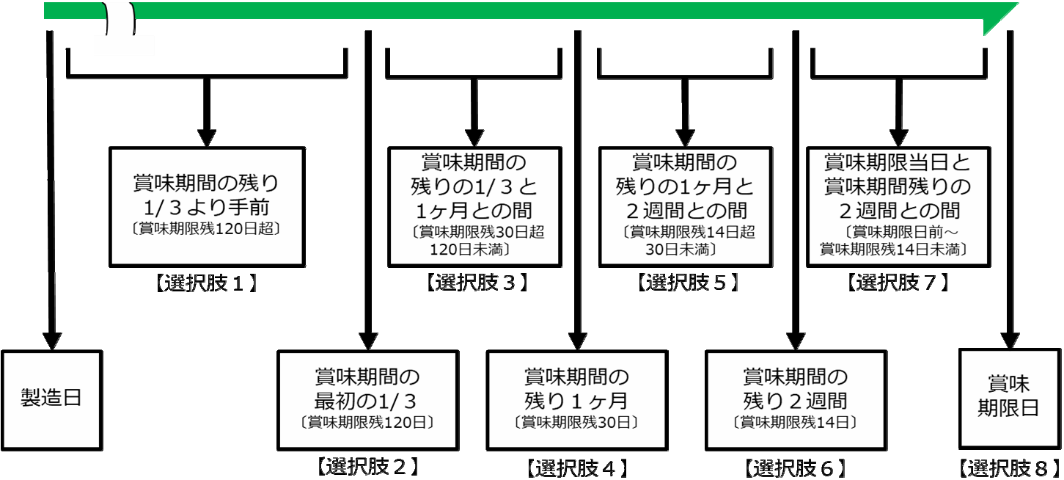 賞味期間の残り
1/３より手前
〔賞味期限残120日超〕
【選択肢１】
賞味期間の
残りの1/３と
1ヶ月との間
〔賞味期限残30日超
120日未満〕
【選択肢３】
賞味期間の
残りの1ヶ月と
２週間との間
〔賞味期限残14日超
30日未満〕
【選択肢５】
賞味期限当日と
賞味期間残りの
２週間との間
〔賞味期限日前～
賞味期限残14日未満〕
【選択肢７】
製造日
賞味期間の
最初の1/３
〔賞味期限残120日〕
【選択肢２】
賞味期間の
残り１ヶ月
〔賞味期限残30日〕
【選択肢４】
賞味期間の
残り２週間
〔賞味期限残14日〕
【選択肢６】
賞味
期限日
【選択肢８】